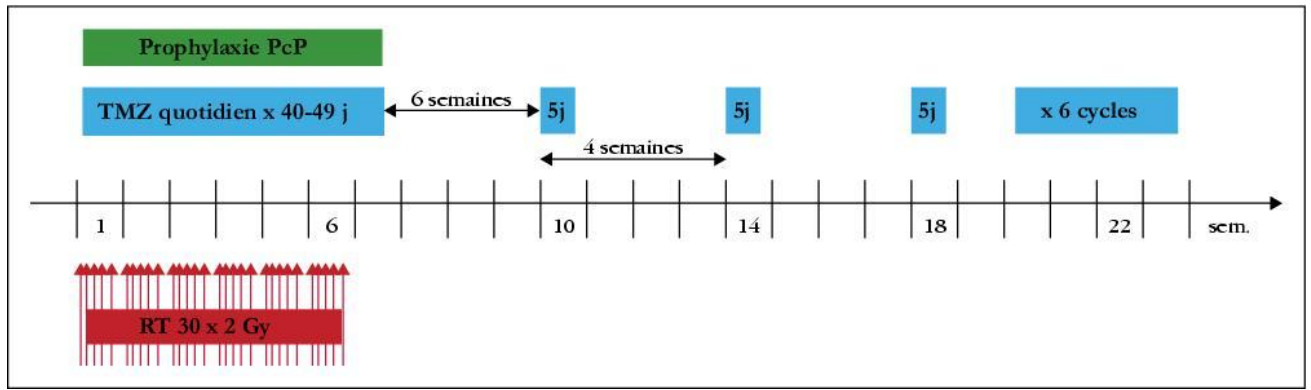 Prophylaxie PcP
TMZ quotidien x 40-49 j
6 semaines
5j
5j
5j
x 6 cycles
4 semaines
1 6 10 14 18 22 sem.
RT 30 x 2 Gy